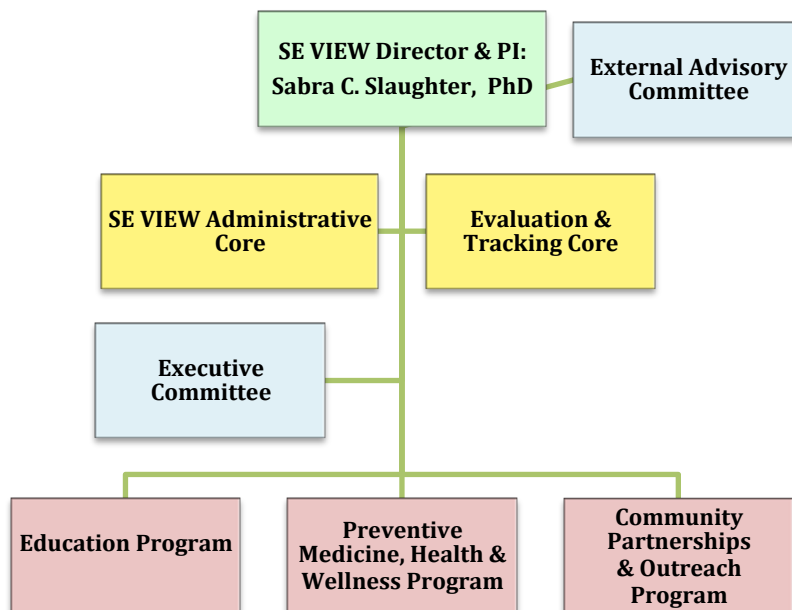 SE VIEW Director & PI:
Sabra C. Slaughter, PhD
External Advisory
Committee
SE VIEW Administrative
Core
Evaluation &
Tracking Core
Executive
Committee
Education Program
Preventive
Medicine, Health &
Wellness Program
Community
Partnerships
& Outreach
Program